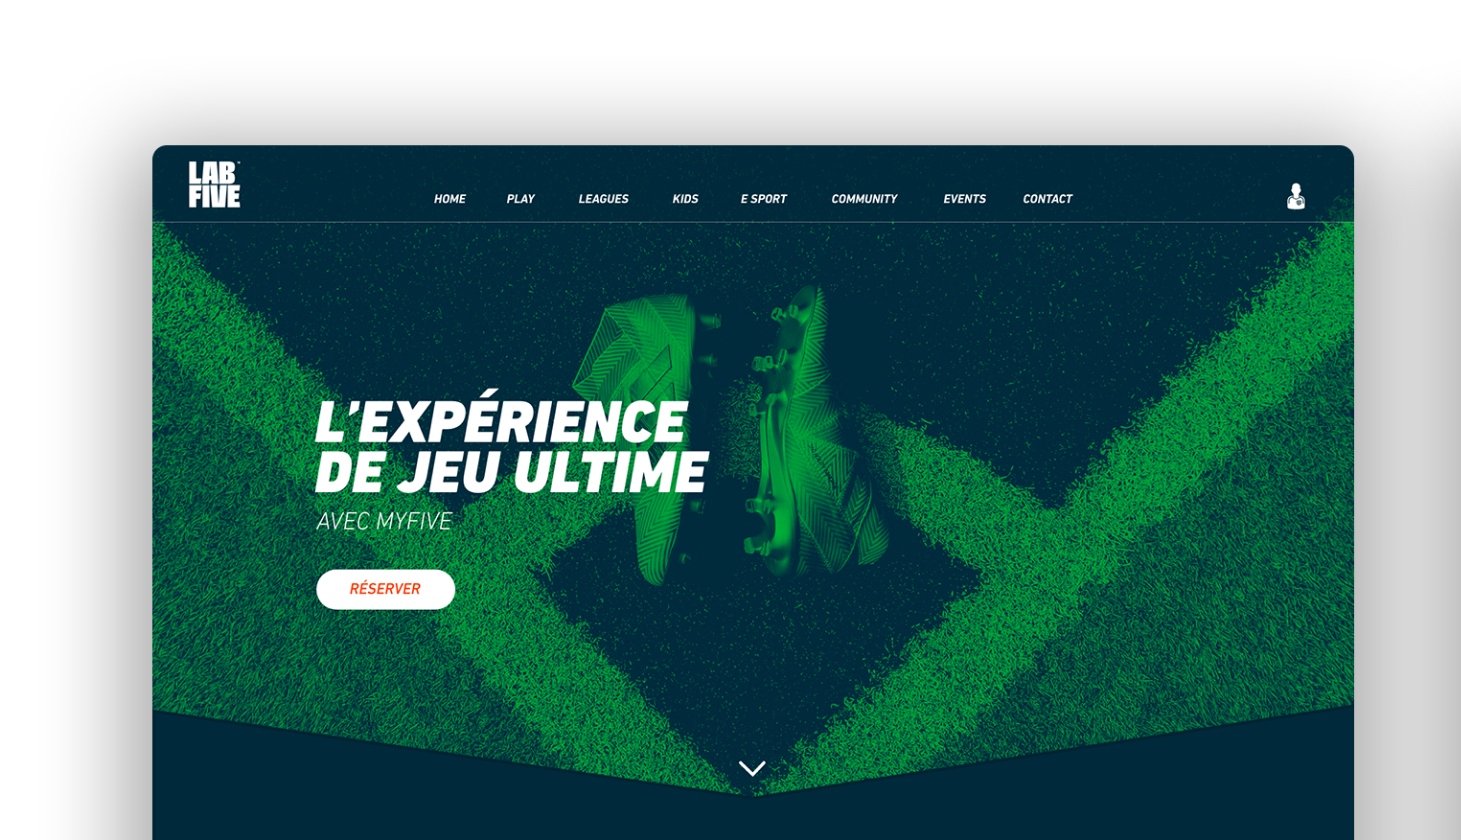 LAB
FIVE
HOME PLAY LEAGUES KIDS E SPORT COMMUNITY EVENTS CONTACT
L'EXPÉRIENCE
DE JEU ULTIME
AVEC MYFIVE
RÉSERVER